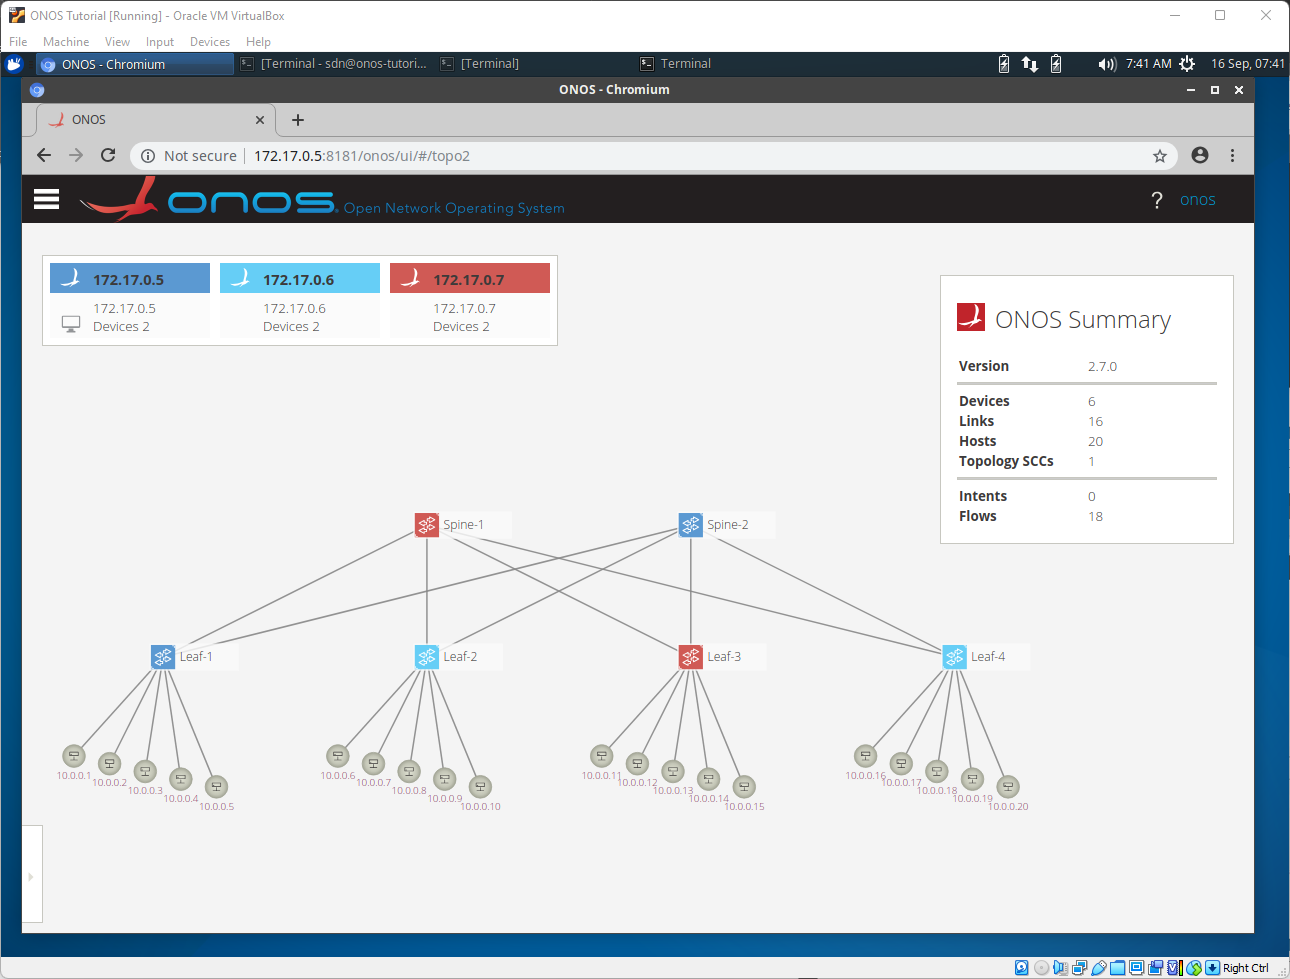 ONOS Tutorial [Running] - Oracle VM VirtualBox
File Machine View Input Devices Help
ONOS - Chromium [Terminal - sdn@onos-tutori... [Terminal] Terminal 7:41 AM 16 Sep, 07:41
ONOS - Chromium
ONOS
Not secure 172.17.0.5:8181/onos/ui/#/topo2
onos Open Network Operating System ? onos
172.17.0.5 172.17.0.6 172.17.0.7
172.17.0.5 172.17.0.6 172.17.0.7
Devices 2 Devices 2 Devices 2
ONOS Summary
Version 2.7.0
Devices 6
Links 16
Hosts 20
Topology SCCs 1
Intents 0
Flows 18
Spine-1 Spine-2
Leaf-1 Leaf-2 Leaf-3 Leaf-4
10.0.0.1 10.0.0.2 10.0.0.3 10.0.0.4 10.0.0.5
10.0.0.6 10.0.0.7 10.0.0.8 10.0.0.9 10.0.0.10
10.0.0.11 10.0.0.12 10.0.0.13 10.0.0.14 10.0.0.15
10.0.0.16 10.0.0.17 10.0.0.18 10.0.0.19 10.0.0.20
Right Ctrl